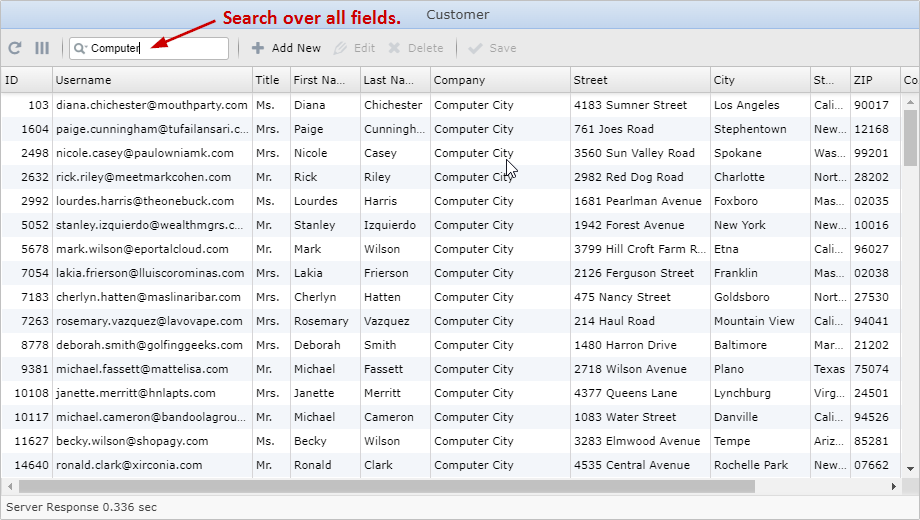 Customer
Search over all fields.
Computer Add New Edit Delete Save
ID Username Title First Na... Last Na... Company Street City St... ZIP Co
103 diana.chichester@mouthparty.com Ms. Diana Chichester Computer City 4183 Sumner Street Los Angeles Cali... 90017
1604 paige.cunningham@tufailansari.c... Mrs. Paige Cunningh... Computer City 761 Joes Road Stephentown New... 12168
2498 nicole.casey@paulowniamk.com Mrs. Nicole Casey Computer City 3560 Sun Valley Road Spokane Was... 99201
2632 rick.riley@meetmarkcohen.com Mr. Rick Riley Computer City 2982 Red Dog Road Charlotte Nort... 28202
2992 lourdes.harris@theonebuck.com Ms. Lourdes Harris Computer City 1681 Pearlman Avenue Foxboro Mas... 02035
5052 stanley.izquierdo@wealthmgrs.c... Mr. Stanley Izquierdo Computer City 1942 Forest Avenue New York New... 10016
5678 mark.wilson@eportalcloud.com Mr. Mark Wilson Computer City 3799 Hill Croft Farm R... Etna Cali... 96027
7054 lakia.frierson@lluiscorominas.com Mrs. Lakia Frierson Computer City 2126 Ferguson Street Franklin Mas... 02038
7183 cherlyn.hatten@maslinaribar.com Mrs. Cherlyn Hatten Computer City 475 Nancy Street Goldsboro Nort... 27530
7263 rosemary.vazquez@lavovape.com Mrs. Rosemary Vazquez Computer City 214 Haul Road Mountain View Cali... 94041
8778 deborah.smith@golfinggeeks.com Mrs. Deborah Smith Computer City 1480 Harron Drive Baltimore Mar... 21202
9381 michael.fassett@mattelisa.com Mr. Michael Fassett Computer City 2718 Wilson Avenue Plano Texas 75074
10108 janette.merritt@hnlapts.com Mrs. Janette Merritt Computer City 4377 Queens Lane Lynchburg Virg... 24501
10117 michael.cameron@bandoolagrou... Mr. Michael Cameron Computer City 1083 Water Street Danville Cali... 94526
11627 becky.wilson@shopagy.com Ms. Becky Wilson Computer City 3283 Elmwood Avenue Tempe Ariz... 85281
14640 ronald.clark@xirconia.com Mr. Ronald Clark Computer City 4535 Central Avenue Rochelle Park New... 07662
Server Response 0.336 sec